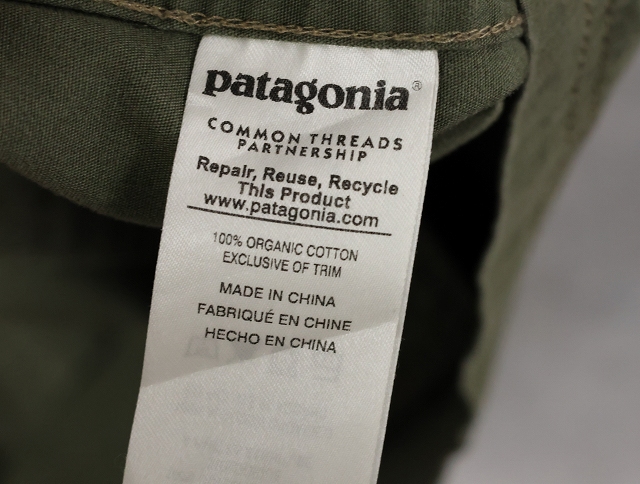 patagonia®
COMMON THREADS
PARTNERSHIP
Repair, Reuse, Recycle
This Product
www.patagonia.com
100% ORGANIC COTTON
EXCLUSIVE OF TRIM
MADE IN CHINA
FABRIQUÉ EN CHINE
HECHO EN CHINA